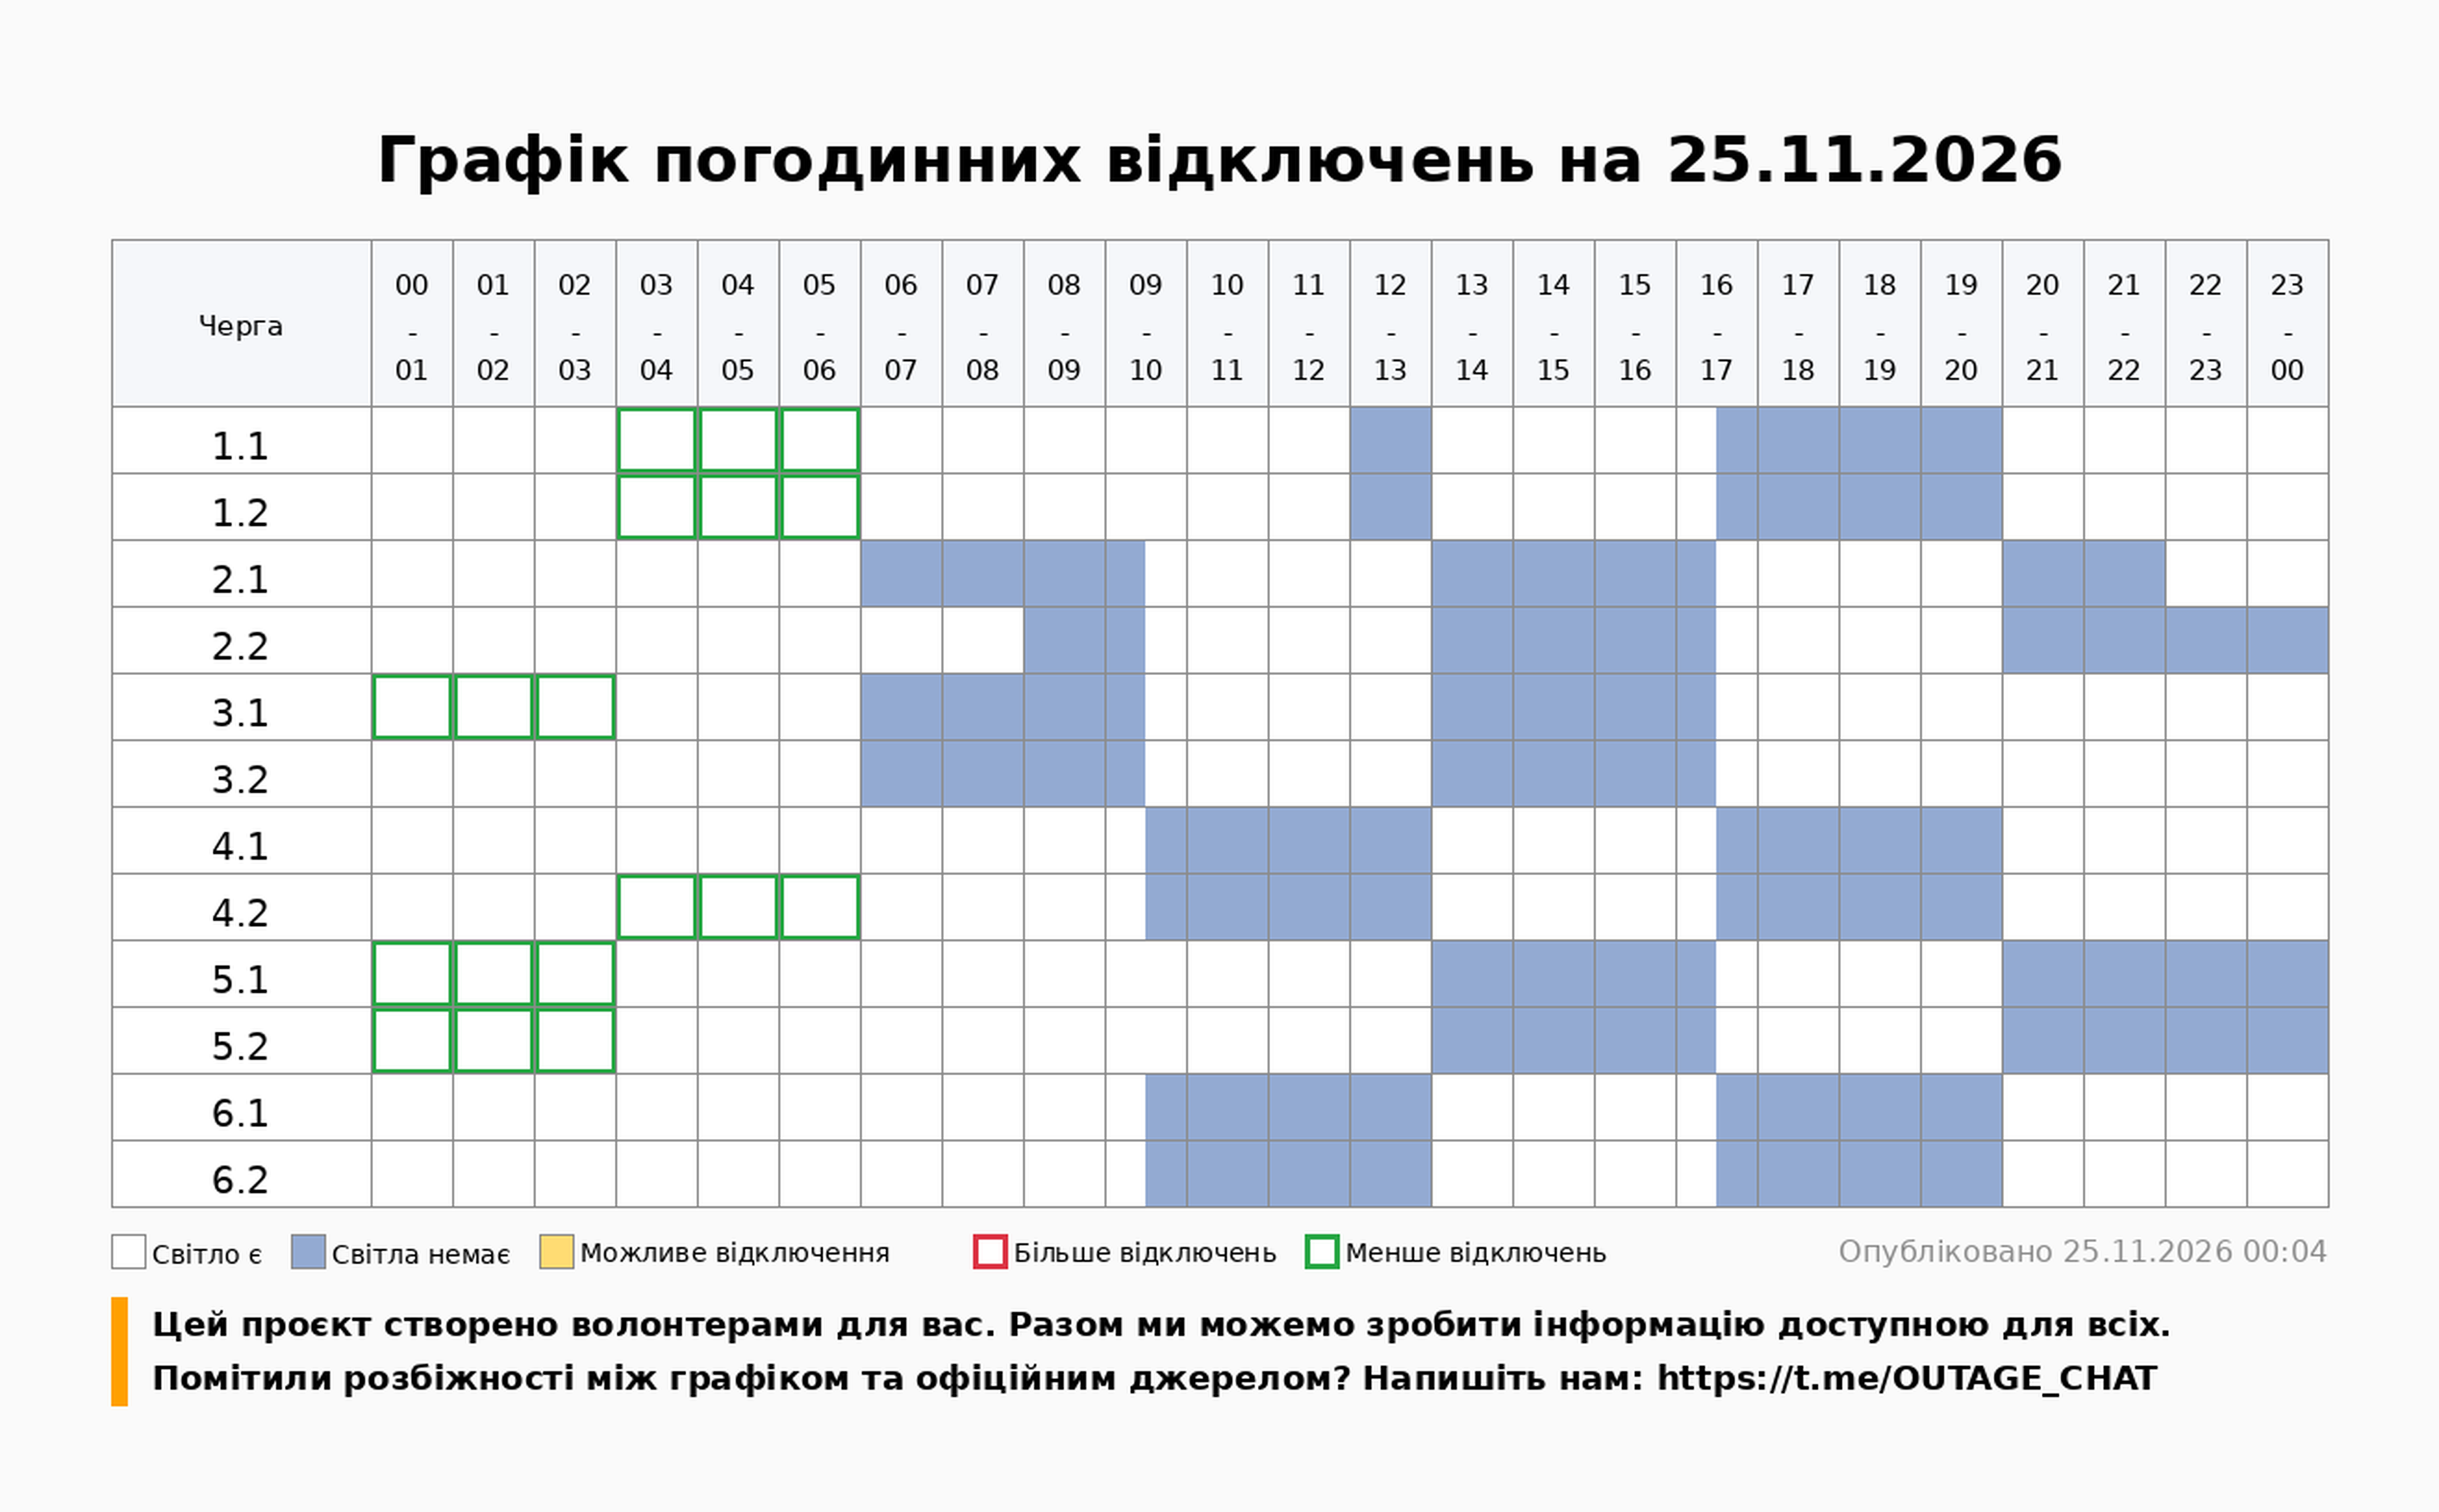 Графік погодинних відключень на 25.11.2026
Черга
00 - 01
01 - 02
02 - 03
03 - 04
04 - 05
05 - 06
06 - 07
07 - 08
08 - 09
09 - 10
10 - 11
11 - 12
12 - 13
13 - 14
14 - 15
15 - 16
16 - 17
17 - 18
18 - 19
19 - 20
20 - 21
21 - 22
22 - 23
23 - 00
1.1
1.2
2.1
2.2
3.1
3.2
4.1
4.2
5.1
5.2
6.1
6.2
Світло є Світла немає Можливе відключення Більше відключень Менше відключень Опубліковано 25.11.2026 00:04
Цей проєкт створено волонтерами для вас. Разом ми можемо зробити інформацію доступною для всіх.
Помітили розбіжності між графіком та офіційним джерелом? Напишіть нам: https://t.me/OUTAGE_CHAT